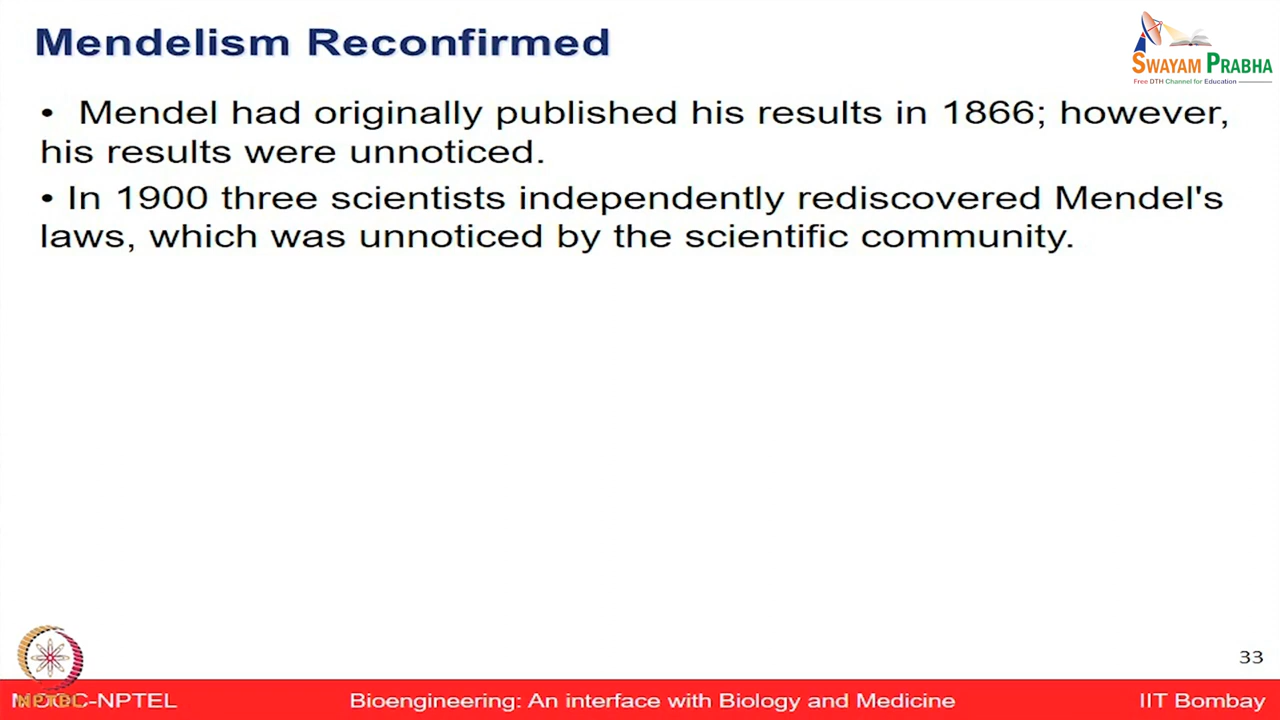 Mendelism Reconfirmed
SWAYAM PRABHA
Free DTH Channel for Education
• Mendel had originally published his results in 1866; however,
his results were unnoticed.
• In 1900 three scientists independently rediscovered Mendel's
laws, which was unnoticed by the scientific community.
33
NPTEL
MOOC-NPTEL
Bioengineering: An interface with Biology and Medicine
IIT Bombay